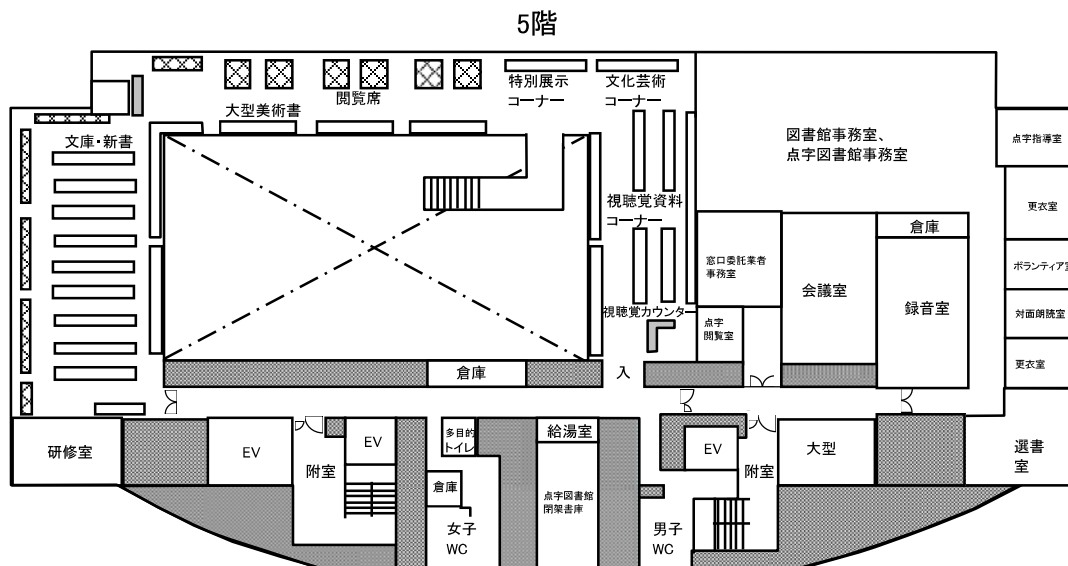 5階
特別展示
コーナー
文化芸術
コーナー
閲覧席
大型美術書
文庫・新書
図書館事務室、
点字図書館事務室
点字指導室
更衣室
視聴覚資料
コーナー
倉庫
窓口委託業者
事務室
会議室
録音室
ボランティア室
視聴覚カウンター
点字
閲覧室
対面朗読室
更衣室
倉庫
入
研修室
EV
附室
EV
多目的
トイレ
給湯室
EV
附室
大型
選書
室
倉庫
点字図書館
閉架書庫
女子
WC
男子
WC